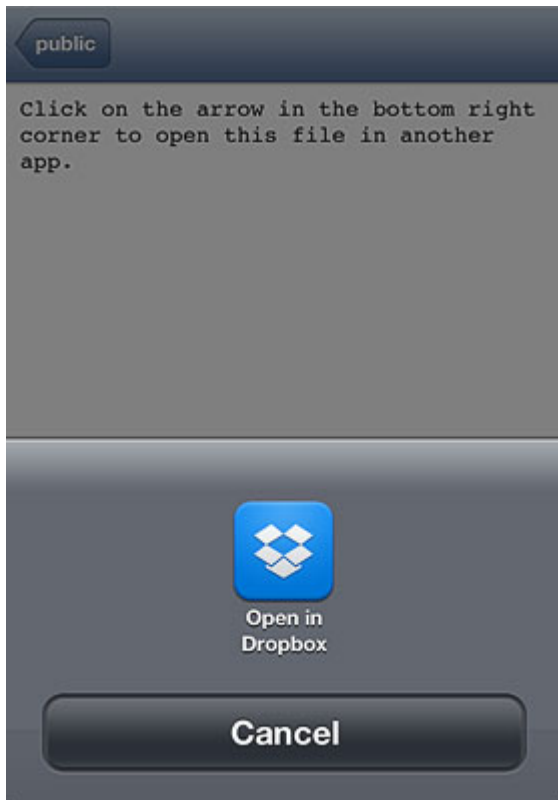 public
Click on the arrow in the bottom right
corner to open this file in another
app.
Open in
Dropbox
Cancel